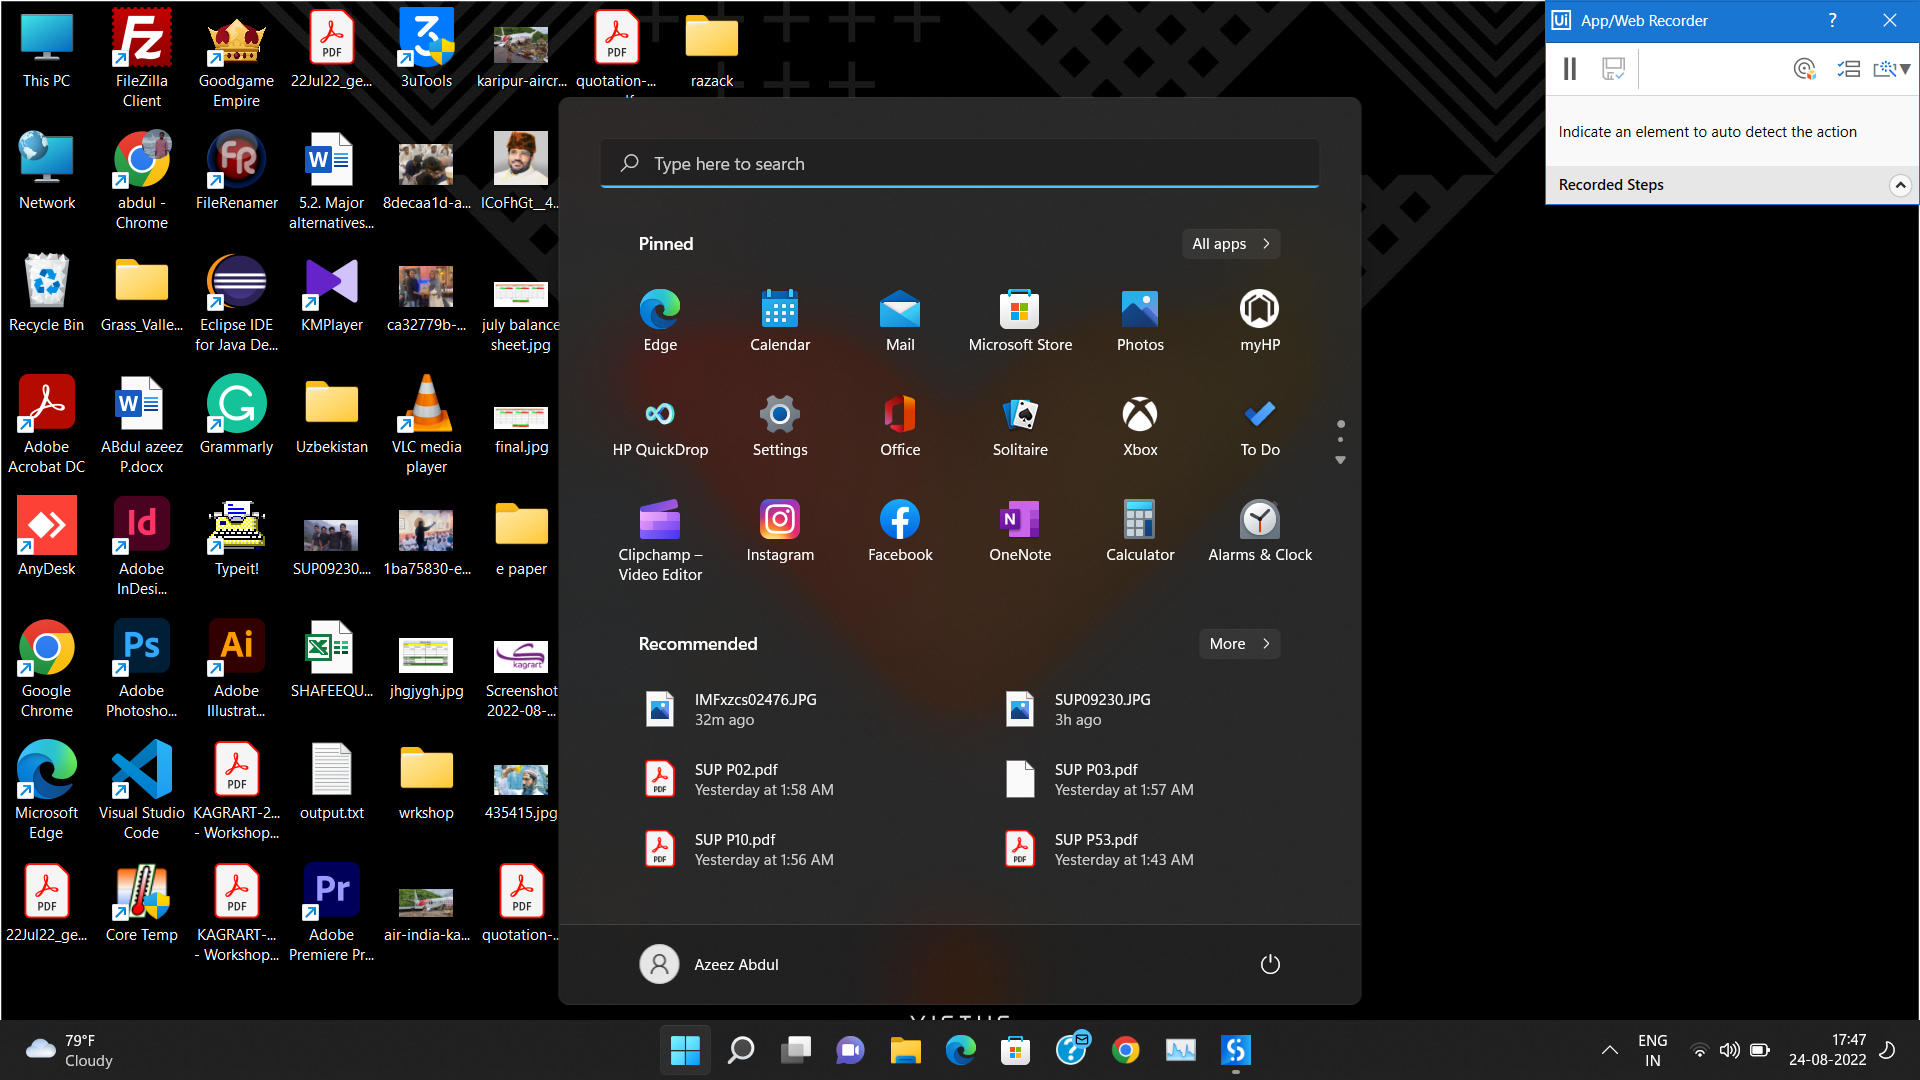 This PC
FileZilla
Client
Goodgame
Empire
22Jul22_ge...
3uTools
karipur-aircr...
quotation-...
razack
Network
abdul -
Chrome
FileRenamer
5.2. Major
alternatives...
8decaa1d-a...
ICoFhGt__4...
Recycle Bin
Grass_Valle...
Eclipse IDE
for Java De...
KMPlayer
ca32779b-...
july balance
sheet.jpg
Adobe
Acrobat DC
ABdul azeez
P.docx
Grammarly
Uzbekistan
VLC media
player
final.jpg
AnyDesk
Adobe
InDesi...
Typeit!
SUP09230....
1ba75830-e...
e paper
Google
Chrome
Adobe
Photosho...
Adobe
Illustrat...
SHAFEEQU...
jhgjygh.jpg
Screenshot
2022-08-...
Microsoft
Edge
Visual Studio
Code
KAGRART-2...
- Workshop...
output.txt
wrkshop
435415.jpg
22Jul22_ge...
Core Temp
KAGRART-...
- Workshop...
Adobe
Premiere Pr...
air-india-ka...
quotation-...
Type here to search
Pinned
All apps
Edge
Calendar
Mail
Microsoft Store
Photos
myHP
HP QuickDrop
Settings
Office
Solitaire
Xbox
To Do
Clipchamp –
Video Editor
Instagram
Facebook
OneNote
Calculator
Alarms & Clock
Recommended
More
IMFxzcs02476.JPG
32m ago
SUP09230.JPG
3h ago
SUP P02.pdf
Yesterday at 1:58 AM
SUP P03.pdf
Yesterday at 1:57 AM
SUP P10.pdf
Yesterday at 1:56 AM
SUP P53.pdf
Yesterday at 1:43 AM
Azeez Abdul
Ui App/Web Recorder
Indicate an element to auto detect the action
Recorded Steps
79°F
Cloudy
ENG
IN
17:47
24-08-2022